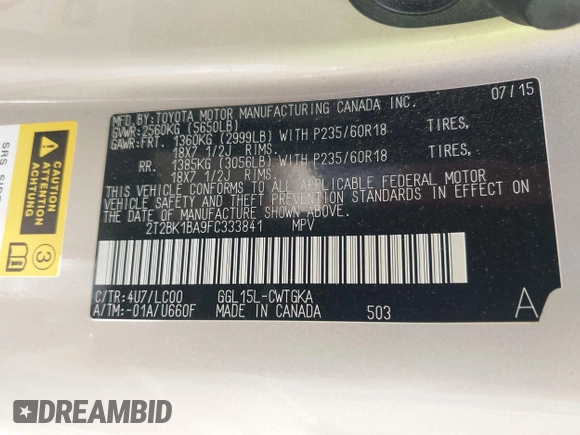 MFD.BY:TOYOTA MOTOR MANUFACTURING CANADA INC. 07/15
GVWR:2560KG (5650LB)
GAWR:FRT. 1360KG (2999LB) WITH P235/60R18 TIRES,
18X7 1/2J RIMS.
RR. 1385KG (3056LB) WITH P235/60R18 TIRES,
18X7 1/2J RIMS.
THIS VEHICLE CONFORMS TO ALL APPLICABLE FEDERAL MOTOR
VEHICLE SAFETY AND THEFT PREVENTION STANDARDS IN EFFECT ON
THE DATE OF MANUFACTURE SHOWN ABOVE.
2T2BK1BA9FC333841 MPV
C/TR:4U7/LC00 GGL15L-CWTGKA
A/TM:-01A/U660F MADE IN CANADA 503 A
CAUTION
ATTENTION
ACHTUNG
3
SRS SIDE
DREAMBID